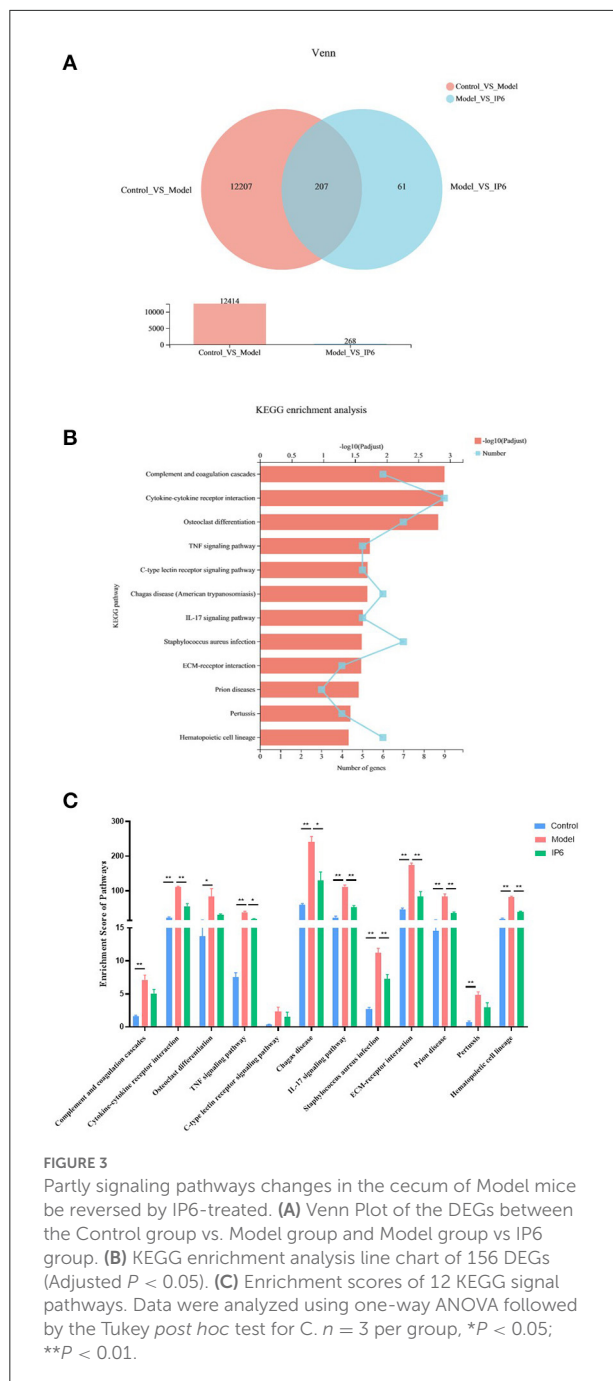 A
Venn
Control_VS_Model
Model_VS_IP6
Control_VS_Model
12207
207
61
Model_VS_IP6
12414
10000
5000
268
0
Control_VS_Model
Model_VS_IP6
KEGG enrichment analysis
B
-log10(Padjust)
-log10(Padjust)
Number
0 0.5 1 1.5 2 2.5 3
Complement and coagulation cascades
Cytokine-cytokine receptor interaction
Osteoclast differentiation
TNF signaling pathway
C-type lectin receptor signaling pathway
Chagas disease (American trypanosomiasis)
IL-17 signaling pathway
Staphylococcus aureus infection
ECM-receptor interaction
Prion diseases
Pertussis
Hematopoietic cell lineage
KEGG pathway
0 1 2 3 4 5 6 7 8 9
Number of genes
C
Control
Model
IP6
Enrichment Score of Pathways
300
200
100
15
10
5
0
**
** **
*
** *
** *
** **
** **
** **
** **
**
** **
Complement and coagulation cascades
Cytokine-cytokine receptor interaction
Osteoclast differentiation
TNF signaling pathway
C-type lectin receptor signaling pathway
Chagas disease
IL-17 signaling pathway
Staphylococcus aureus infection
ECM-receptor interaction
Prion disease
Pertussis
Hematopoietic cell lineage
FIGURE 3
Partly signaling pathways changes in the cecum of Model mice
be reversed by IP6-treated. (A) Venn Plot of the DEGs between
the Control group vs. Model group and Model group vs IP6
group. (B) KEGG enrichment analysis line chart of 156 DEGs
(Adjusted P < 0.05). (C) Enrichment scores of 12 KEGG signal
pathways. Data were analyzed using one-way ANOVA followed
by the Tukey post hoc test for C. n = 3 per group, *P < 0.05;
**P < 0.01.